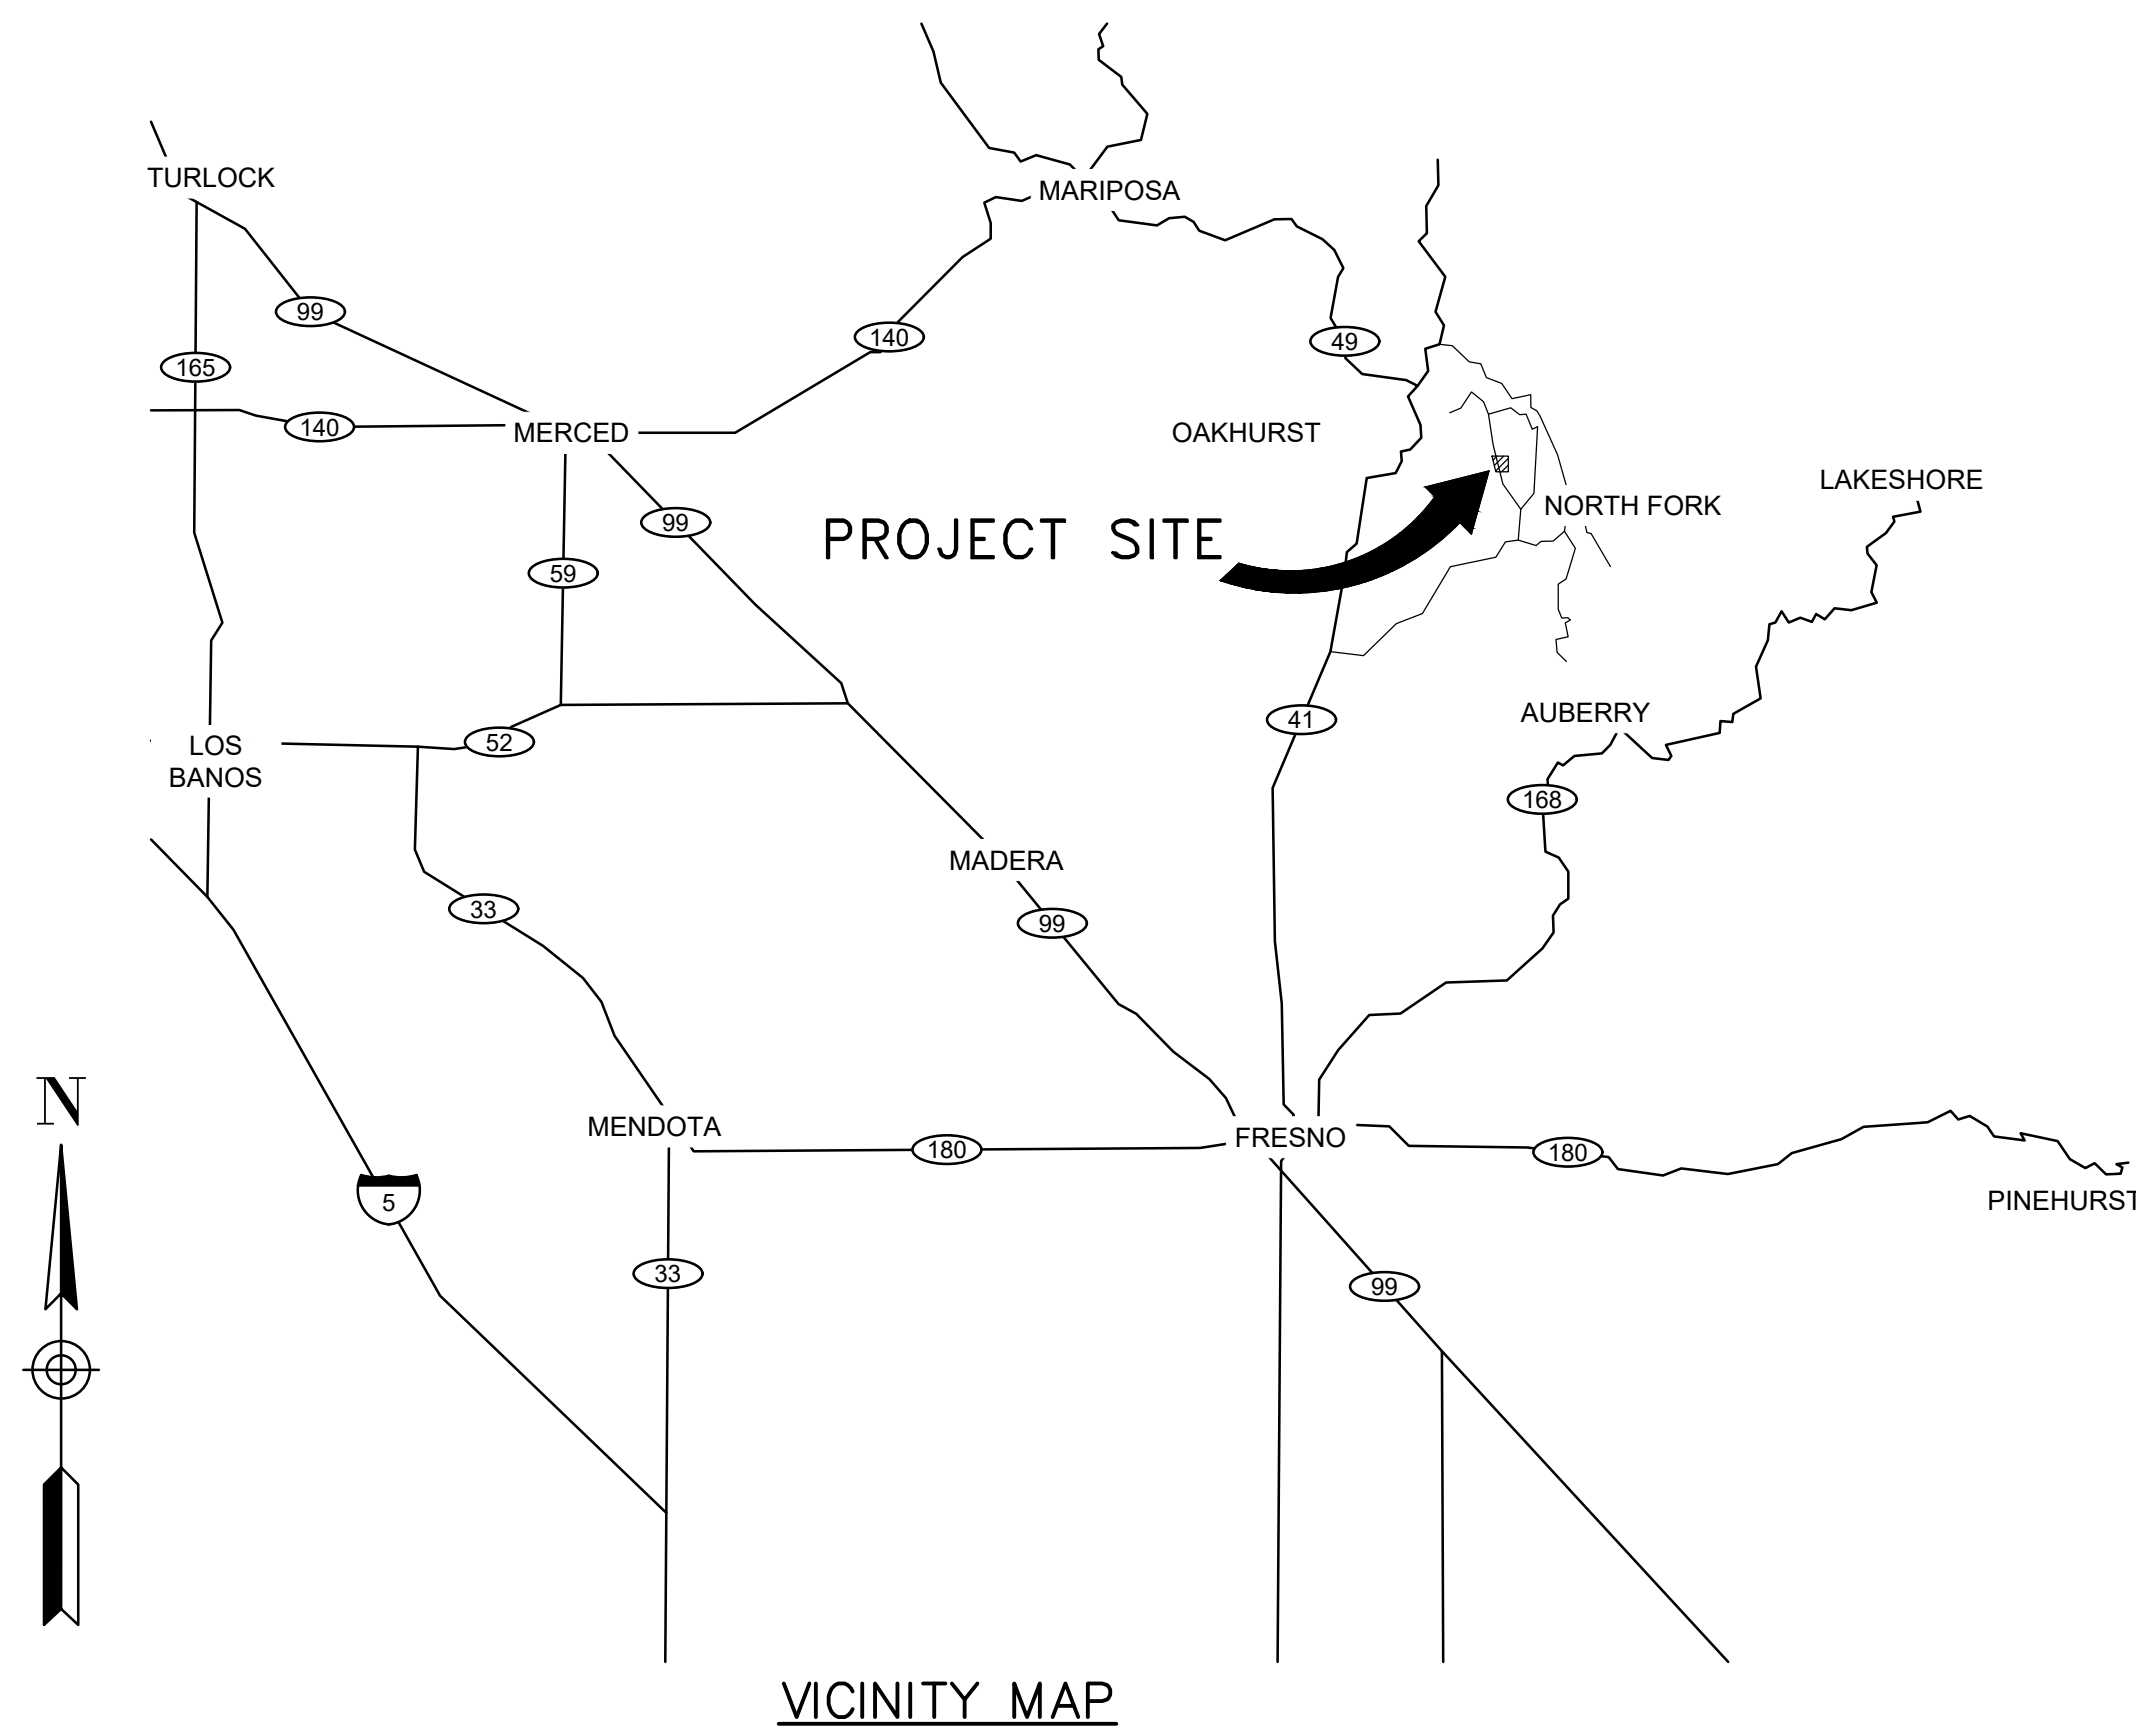 TURLOCK
MARIPOSA
99
140
49
165
140
MERCED
OAKHURST
LAKESHORE
NORTH FORK
99
PROJECT SITE
59
41
AUBERRY
52
LOS
BANOS
168
MADERA
33
99
N
MENDOTA
FRESNO
180
180
5
PINEHURST
33
99
VICINITY MAP